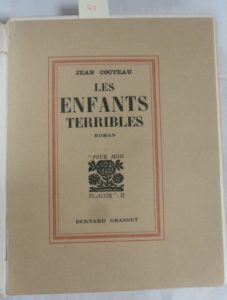 JEAN COCTEAU
LES
ENFANTS
TERRIBLES
ROMAN
"POUR MON
PLAISIR" - II
BERNARD GRASSET